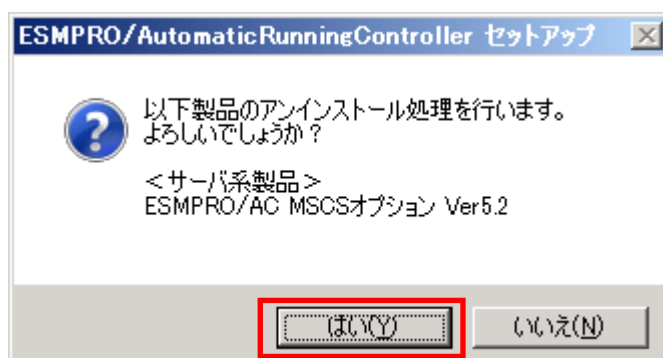 ESMPRO/AutomaticRunningController セットアップ
以下製品のアンインストール処理を行います。
よろしいでしょうか？
＜サーバ系製品＞
ESMPRO/AC MSCSオプション Ver5.2
はい(Y)
いいえ(N)